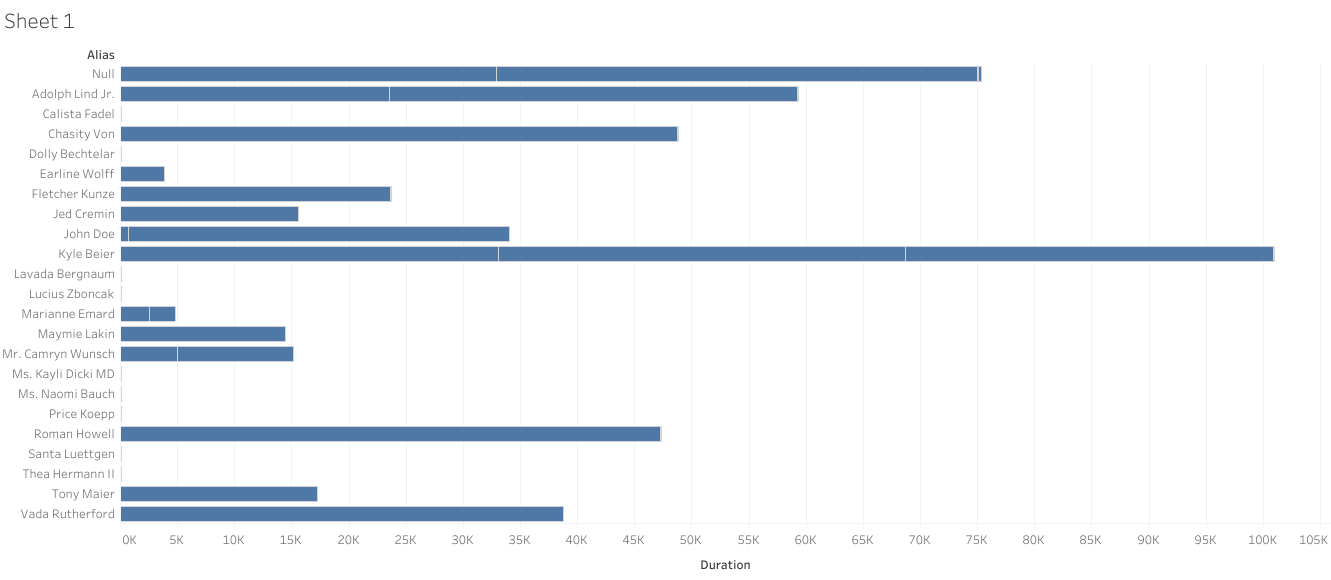 Sheet 1
Alias
Null
Adolph Lind Jr.
Calista Fadel
Chasity Von
Dolly Bechtelar
Earline Wolff
Fletcher Kunze
Jed Cremin
John Doe
Kyle Beier
Lavada Bergnaum
Lucius Zboncak
Marianne Emard
Maymie Lakin
Mr. Camryn Wunsch
Ms. Kayli Dicki MD
Ms. Naomi Bauch
Price Koepp
Roman Howell
Santa Luettgen
Thea Hermann II
Tony Maier
Vada Rutherford
0K 5K 10K 15K 20K 25K 30K 35K 40K 45K 50K 55K 60K 65K 70K 75K 80K 85K 90K 95K 100K 105K
Duration